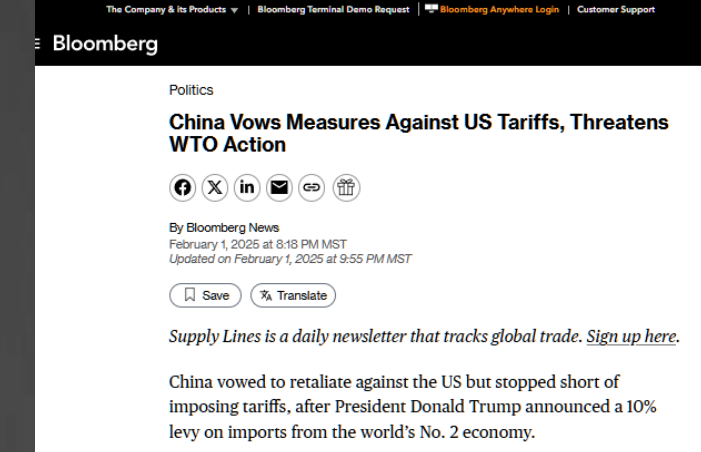 The Company & its Products ▼ | Bloomberg Terminal Demo Request | Bloomberg Anywhere Login | Customer Support
Bloomberg
Politics
China Vows Measures Against US Tariffs, Threatens
WTO Action
By Bloomberg News
February 1, 2025 at 8:18 PM MST
Updated on February 1, 2025 at 9:55 PM MST
Save Translate
Supply Lines is a daily newsletter that tracks global trade. Sign up here.
China vowed to retaliate against the US but stopped short of
imposing tariffs, after President Donald Trump announced a 10%
levy on imports from the world’s No. 2 economy.